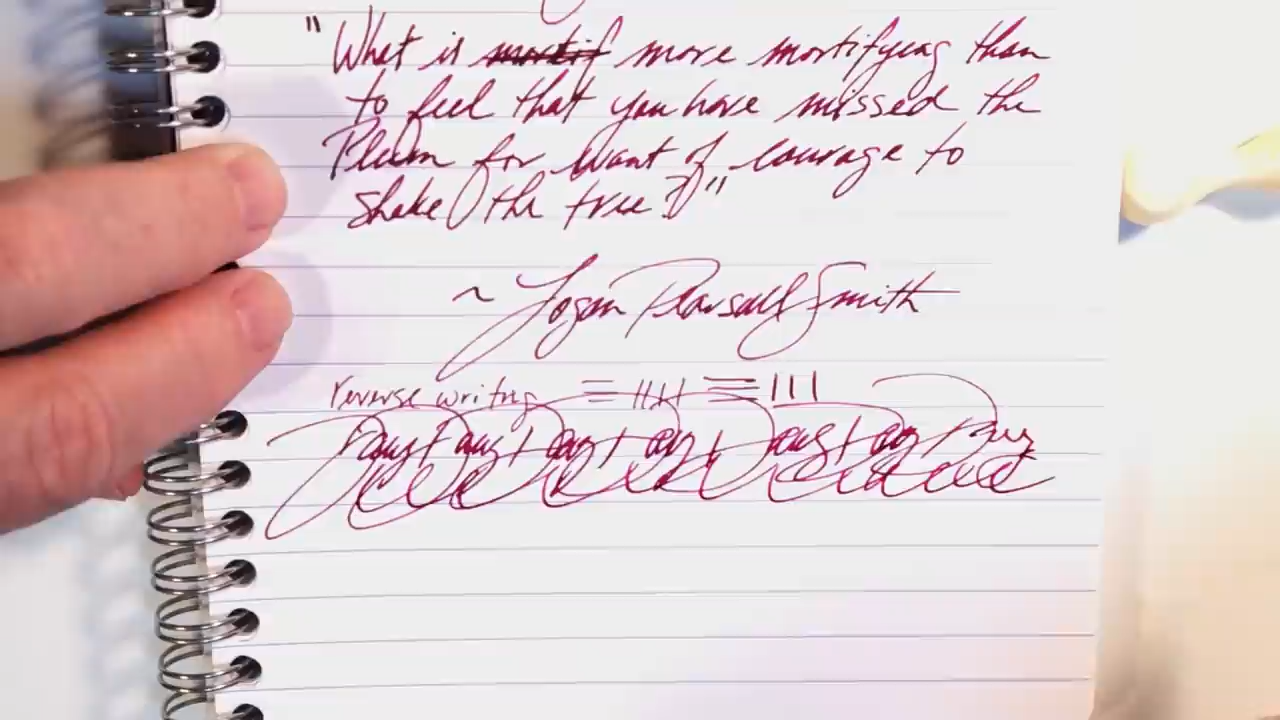 "What is mortif more mortifying than
to feel that you have missed the
Plum for want of courage to
shake the tree?"
~ Logan Pearsall Smith
reverse writing